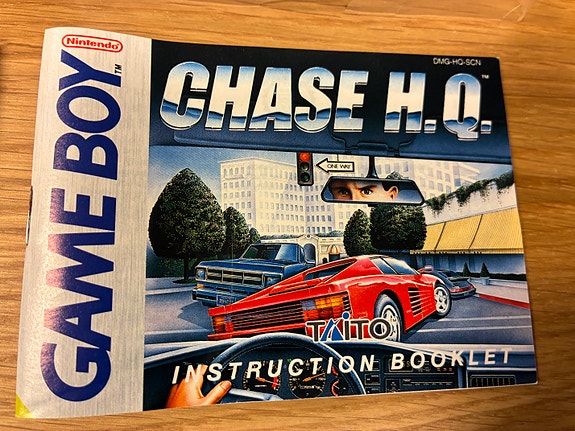 Nintendo
GAME BOY™
DMG-HQ-SCN
CHASE H.Q.™
ONE WAY
TAITO
INSTRUCTION BOOKLET